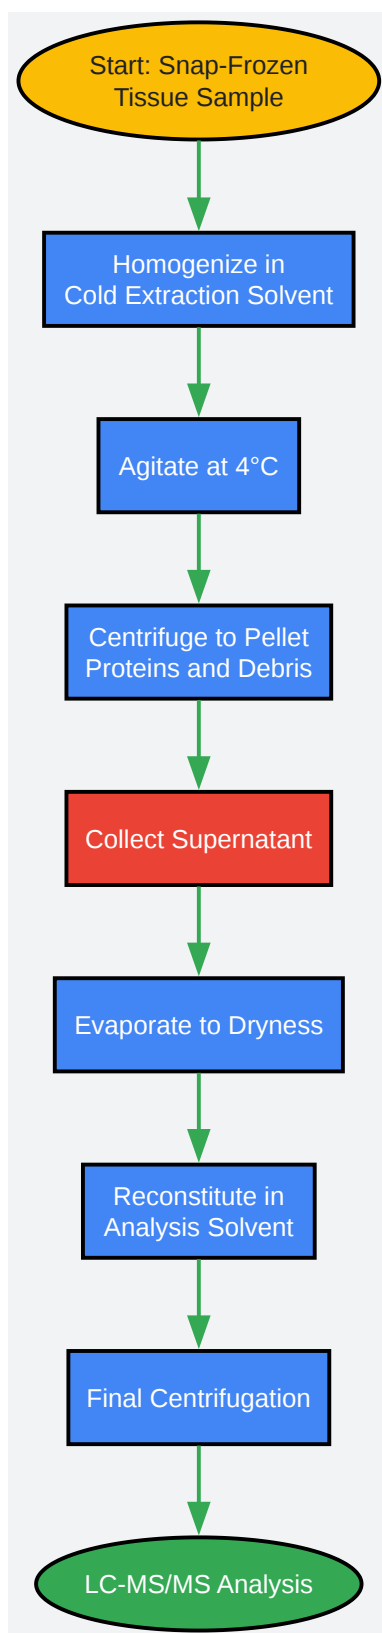 Start: Snap-Frozen
Tissue Sample
Homogenize in
Cold Extraction Solvent
Agitate at 4°C
Centrifuge to Pellet
Proteins and Debris
Collect Supernatant
Evaporate to Dryness
Reconstitute in
Analysis Solvent
Final Centrifugation
LC-MS/MS Analysis